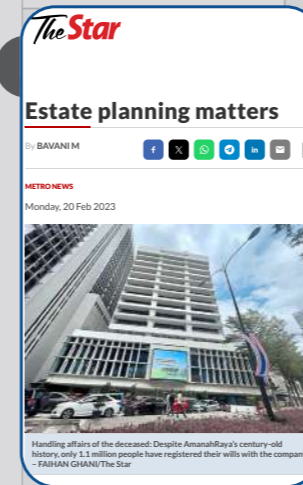 The Star
Estate planning matters
By BAVANI M
METRO NEWS
Monday, 20 Feb 2023
Handling affairs of the deceased: Despite AmanahRaya's century-old
history, only 1.1 million people have registered their wills with the company.
– FAIHAN GHANI/The Star